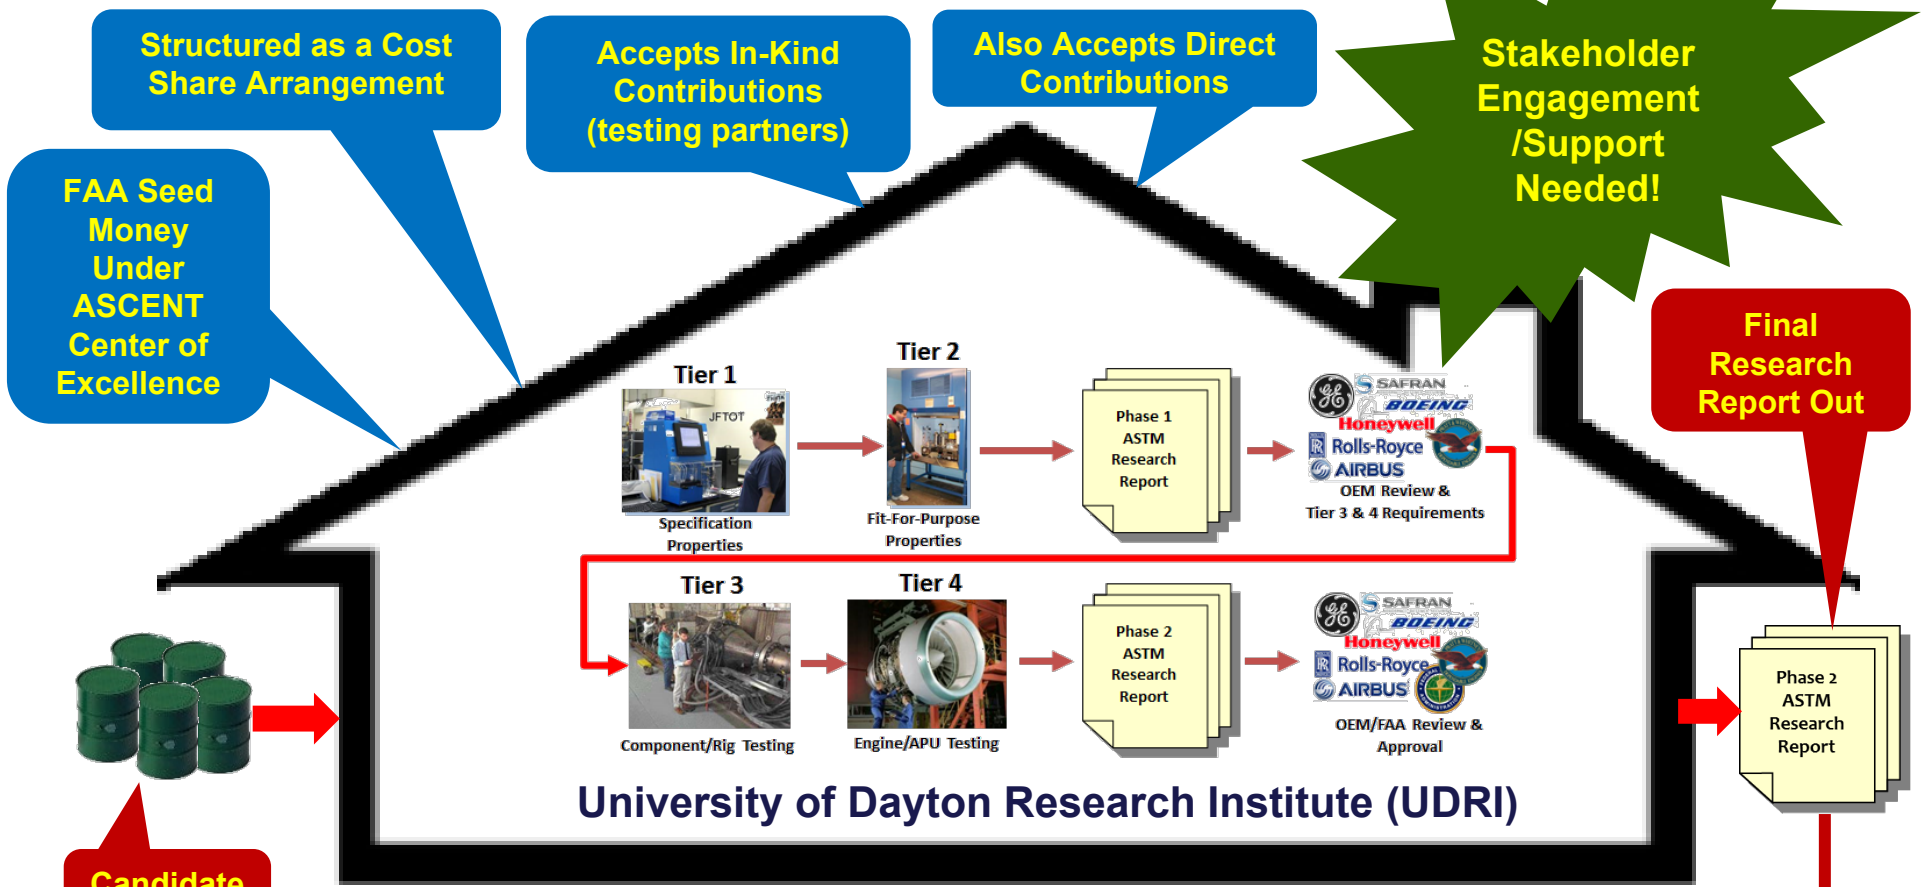 Structured as a Cost
Share Arrangement
Accepts In-Kind
Contributions
(testing partners)
Also Accepts Direct
Contributions
Stakeholder
Engagement
/Support
Needed!
FAA Seed
Money
Under
ASCENT
Center of
Excellence
Final
Research
Report Out
Tier 1
JFTOT
Specification
Properties
Tier 2
Fit-For-Purpose
Properties
Phase 1
ASTM
Research
Report
GE
SAFRAN
BOEING
Honeywell
Rolls-Royce
AIRBUS
OEM Review &
Tier 3 & 4 Requirements
Tier 3
Component/Rig Testing
Tier 4
Engine/APU Testing
Phase 2
ASTM
Research
Report
GE
SAFRAN
BOEING
Honeywell
Rolls-Royce
AIRBUS
OEM/FAA Review &
Approval
Phase 2
ASTM
Research
Report
University of Dayton Research Institute (UDRI)
Candidate